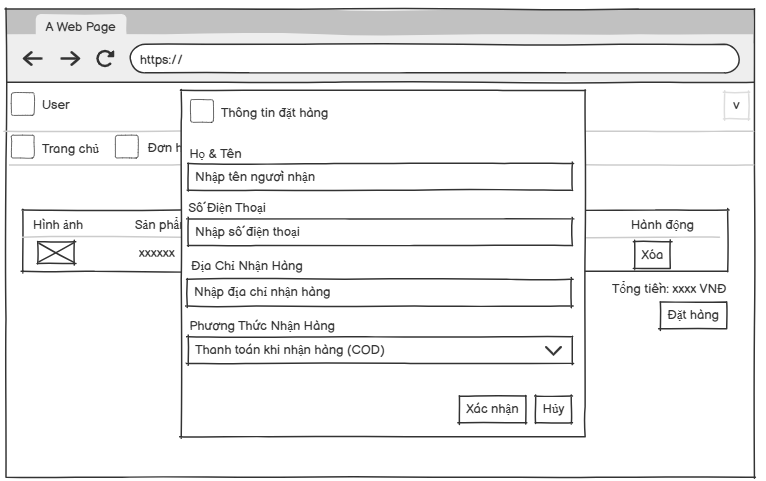 A Web Page
https://
User
v
Thông tin đặt hàng
Trang chủ
Đơn h
Họ & Tên
Nhập tên người nhận
Số Điện Thoại
Nhập số điện thoại
Địa Chỉ Nhận Hàng
Nhập địa chỉ nhận hàng
Phương Thức Nhận Hàng
Thanh toán khi nhận hàng (COD)
Xác nhận
Hủy
Hình ảnh
Sản phẩ
Hành động
xxxxxx
Xóa
Tổng tiền: xxxx VNĐ
Đặt hàng